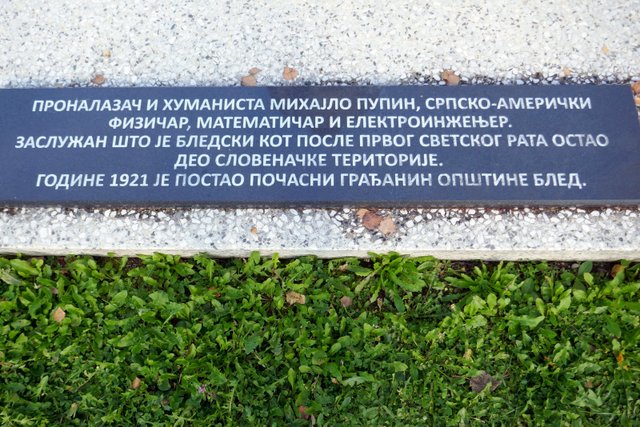 ПРОНАЛАЗАЧ И ХУМАНИСТА МИХАЈЛО ПУПИН, СРПСКО-АМЕРИЧКИ
ФИЗИЧАР, МАТЕМАТИЧАР И ЕЛЕКТРОИНЖЕЊЕР.
ЗАСЛУЖАН ШТО ЈЕ БЛЕДСКИ КОТ ПОСЛЕ ПРВОГ СВЕТСКОГ РАТА ОСТАО
ДЕО СЛОВЕНАЧКЕ ТЕРИТОРИЈЕ.
ГОДИНЕ 1921 ЈЕ ПОСТАО ПОЧАСНИ ГРАЂАНИН ОПШТИНЕ БЛЕД.